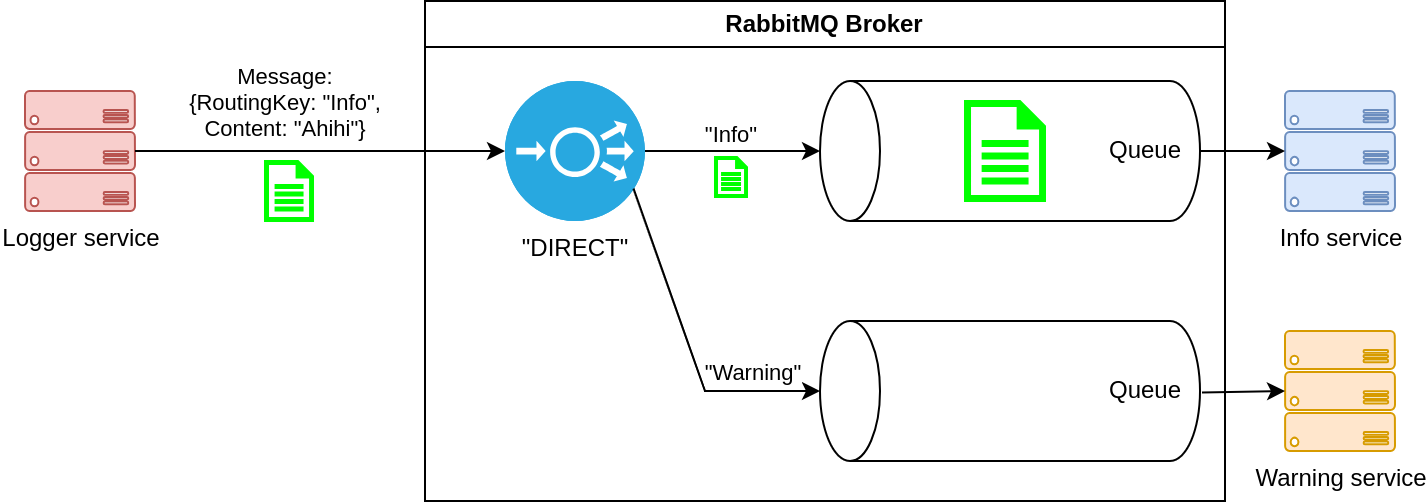 RabbitMQ Broker
Message:
{RoutingKey: "Info",
Content: "Ahihi"}
"Info"
Queue
Logger service
"DIRECT"
Info service
"Warning"
Queue
Warning service